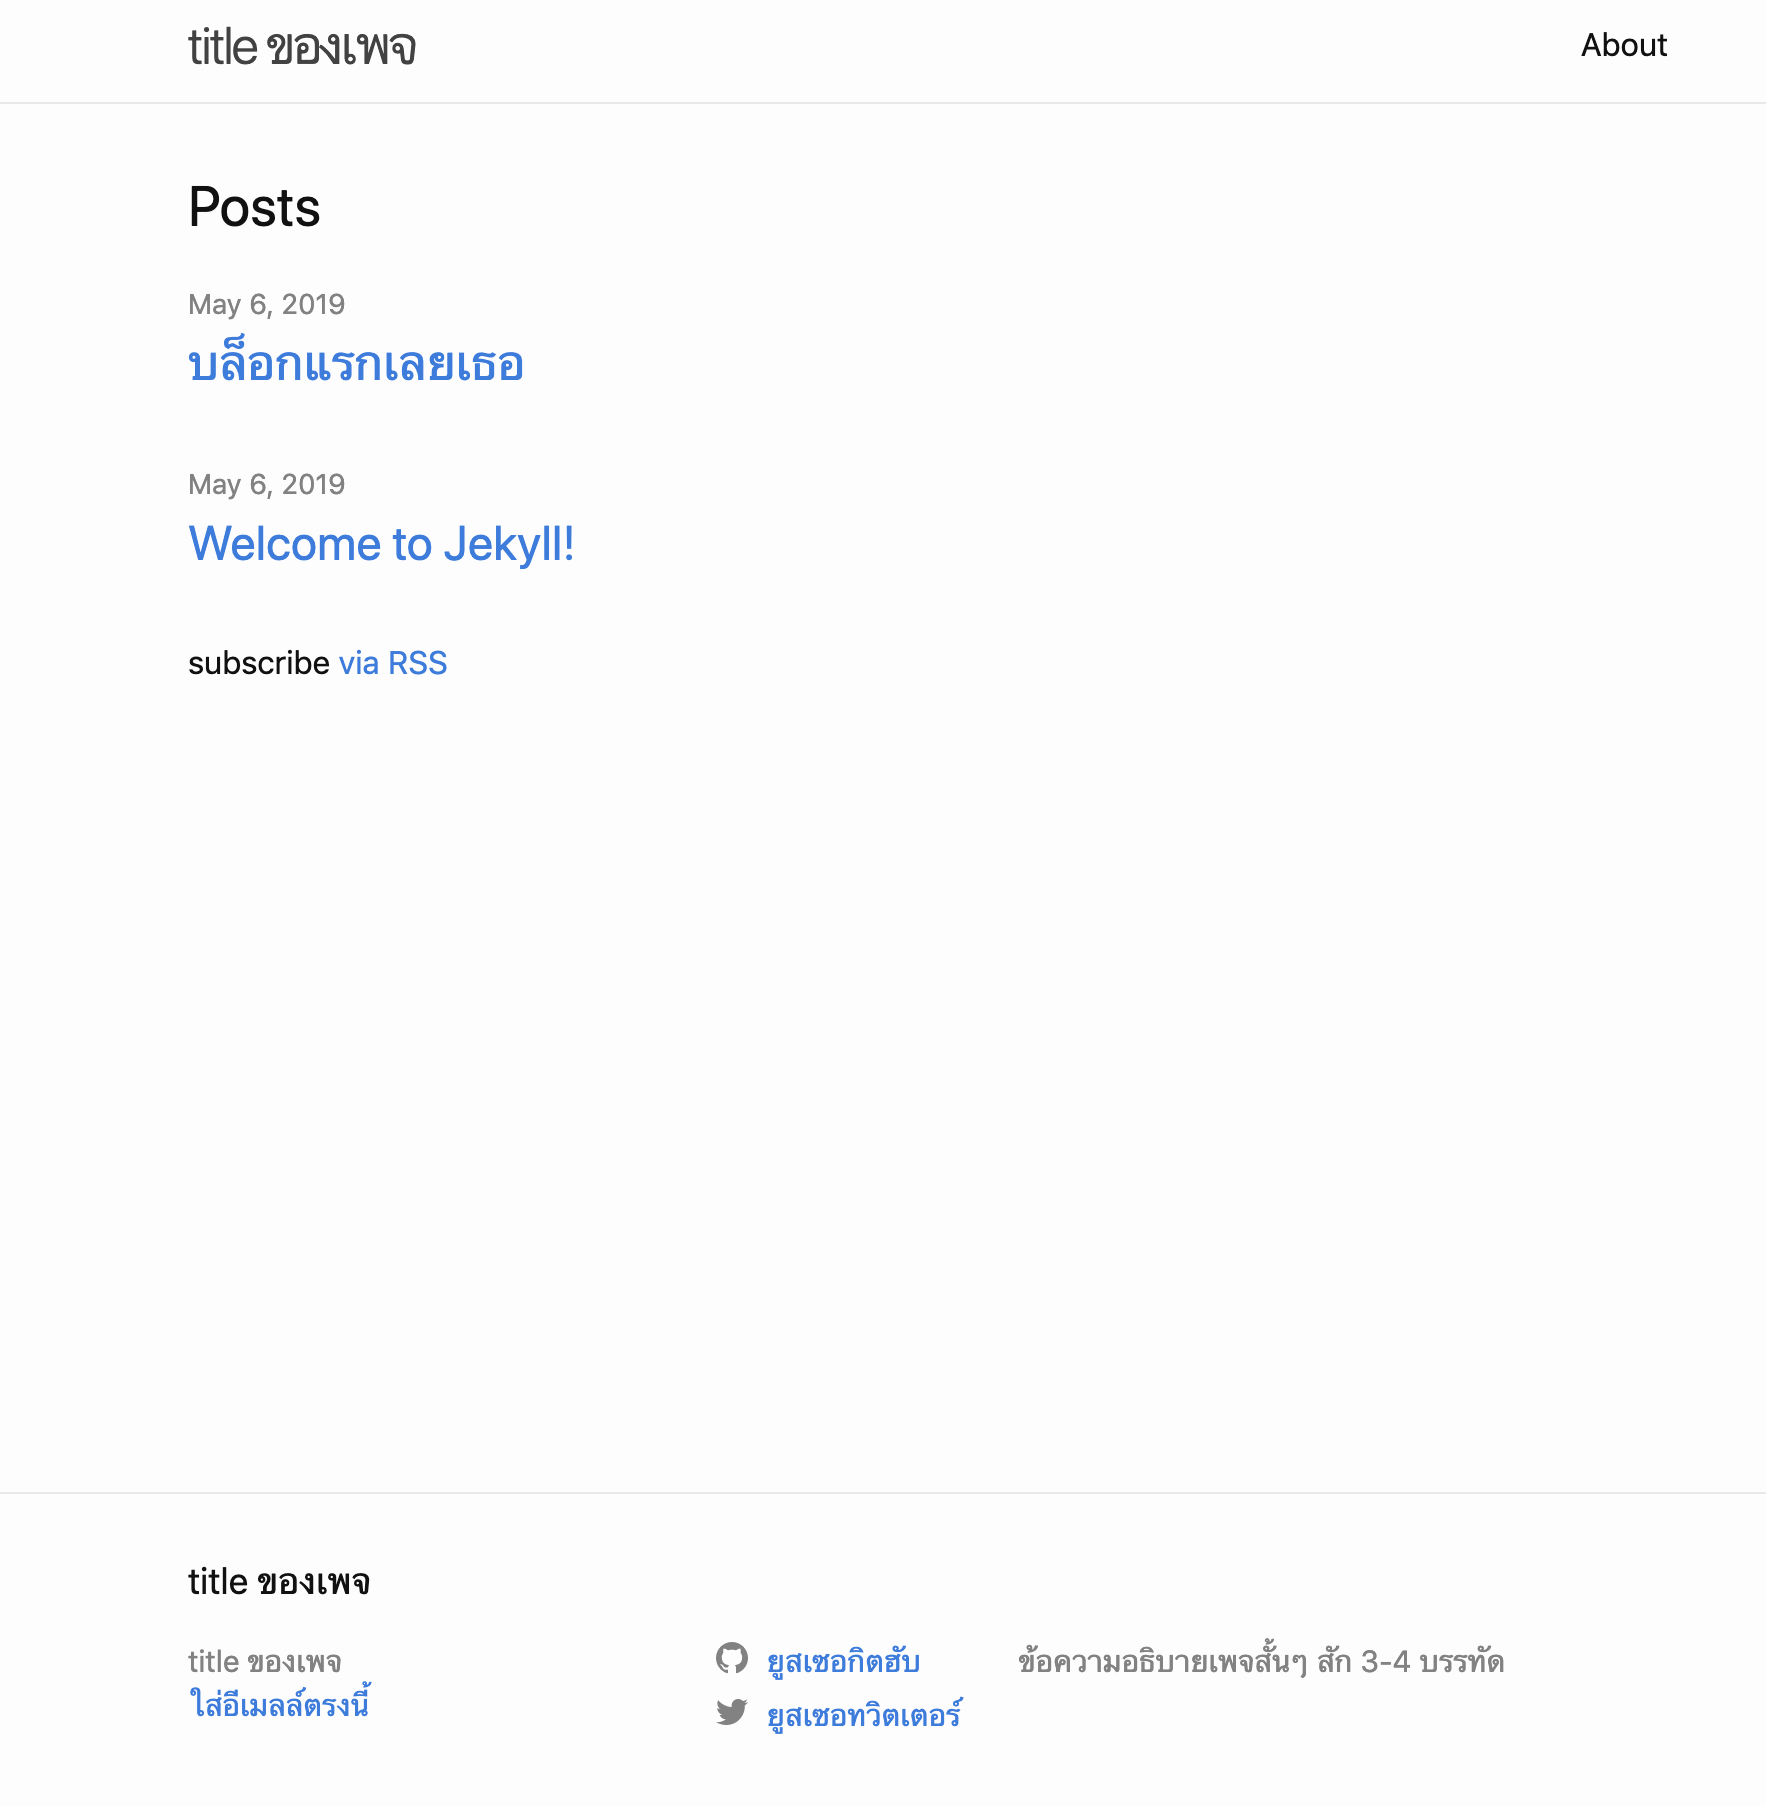 title ของเพจ
About
Posts
May 6, 2019
บล็อกแรกเลยเธอ
May 6, 2019
Welcome to Jekyll!
subscribe via RSS
title ของเพจ
title ของเพจ
ใส่อีเมลล์ตรงนี้
ยูสเซอกิตฮับ
ยูสเซอทวิตเตอร์
ข้อความอธิบายเพจสั้นๆ สัก 3-4 บรรทัด